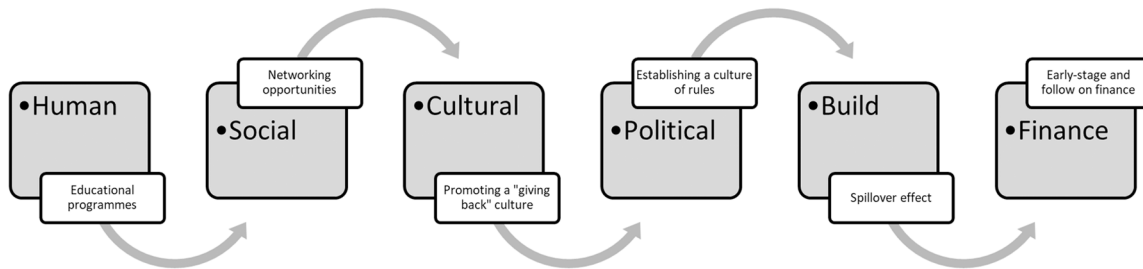 •Human
Educational
programmes
Networking
opportunities
•Social
•Cultural
Promoting a "giving
back" culture
Establishing a culture
of rules
•Political
•Build
Spillover effect
Early-stage and
follow on finance
•Finance